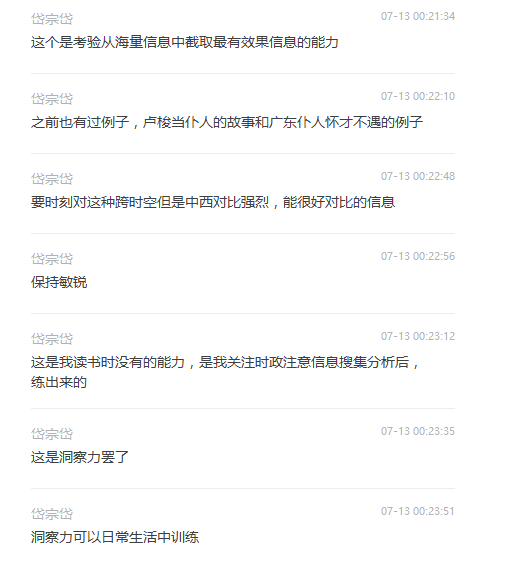 岱宗岱
07-13 00:21:34
这个是考验从海量信息中截取最有效果信息的能力
岱宗岱
07-13 00:22:10
之前也有过例子，卢梭当仆人的故事和广东仆人怀才不遇的例子
岱宗岱
07-13 00:22:48
要时刻对这种跨时空但是中西对比强烈，能很好对比的信息
岱宗岱
07-13 00:22:56
保持敏锐
岱宗岱
07-13 00:23:12
这是我读书时没有的能力，是我关注时政注意信息搜集分析后，
练出来的
岱宗岱
07-13 00:23:35
这是洞察力罢了
岱宗岱
07-13 00:23:51
洞察力可以日常生活中训练